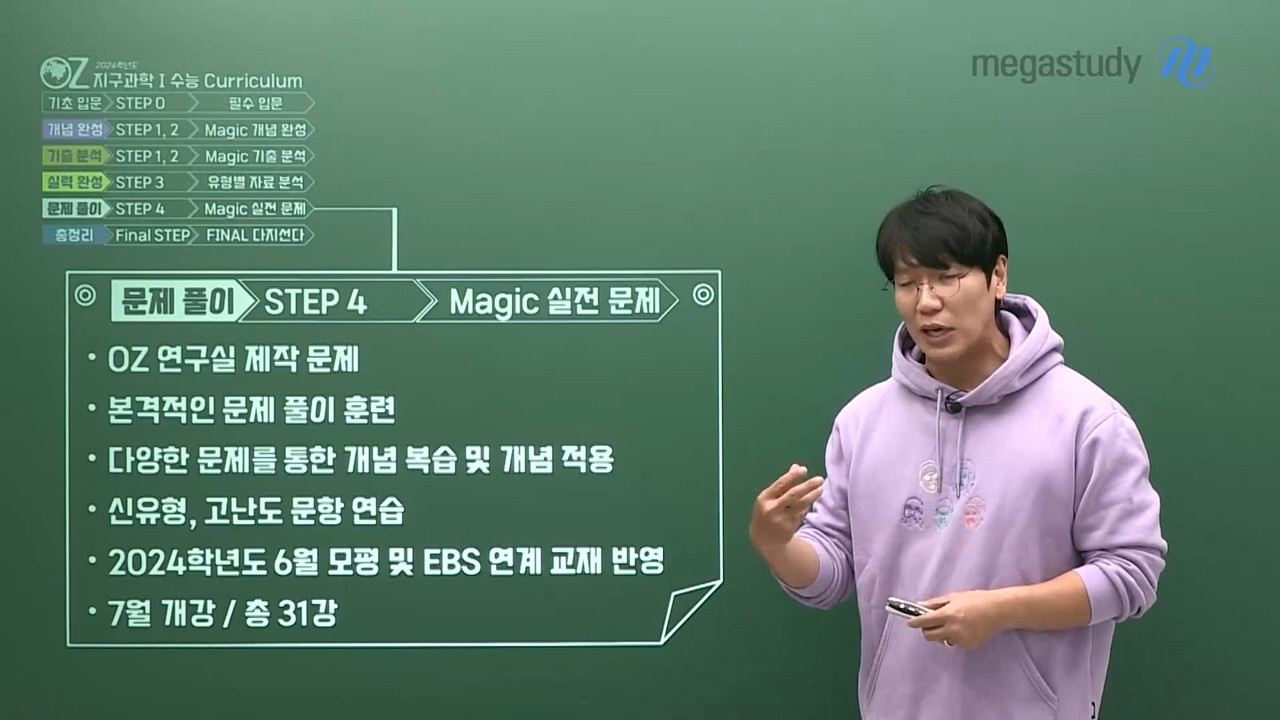 megastudy
OZ 2024학년도
지구과학 I 수능 Curriculum
기초 입문 STEP 0 필수 입문
개념 완성 STEP 1, 2 Magic 개념 완성
기출 분석 STEP 1, 2 Magic 기출 분석
실력 완성 STEP 3 유형별 자료 분석
문제 풀이 STEP 4 Magic 실전 문제
총정리 Final STEP FINAL 다지선다
문제 풀이 STEP 4 Magic 실전 문제
• OZ 연구실 제작 문제
• 본격적인 문제 풀이 훈련
• 다양한 문제를 통한 개념 복습 및 개념 적용
• 신유형, 고난도 문항 연습
• 2024학년도 6월 모평 및 EBS 연계 교재 반영
• 7월 개강 / 총 31강